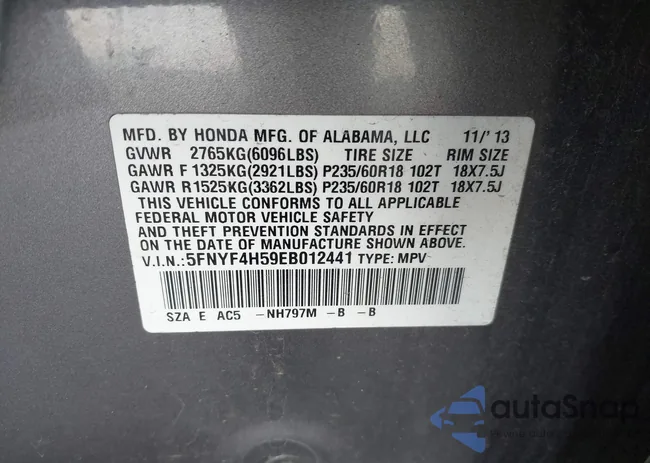 MFD. BY HONDA MFG. OF ALABAMA, LLC 11/'13
GVWR 2765KG(6096LBS) TIRE SIZE RIM SIZE
GAWR F 1325KG(2921LBS) P235/60R18 102T 18X7.5J
GAWR R 1525KG(3362LBS) P235/60R18 102T 18X7.5J
THIS VEHICLE CONFORMS TO ALL APPLICABLE
FEDERAL MOTOR VEHICLE SAFETY
AND THEFT PREVENTION STANDARDS IN EFFECT
ON THE DATE OF MANUFACTURE SHOWN ABOVE.
V.I.N.:5FNYF4H59EB012441 TYPE: MPV
SZA E AC5 -NH797M -B -B
autoSnap